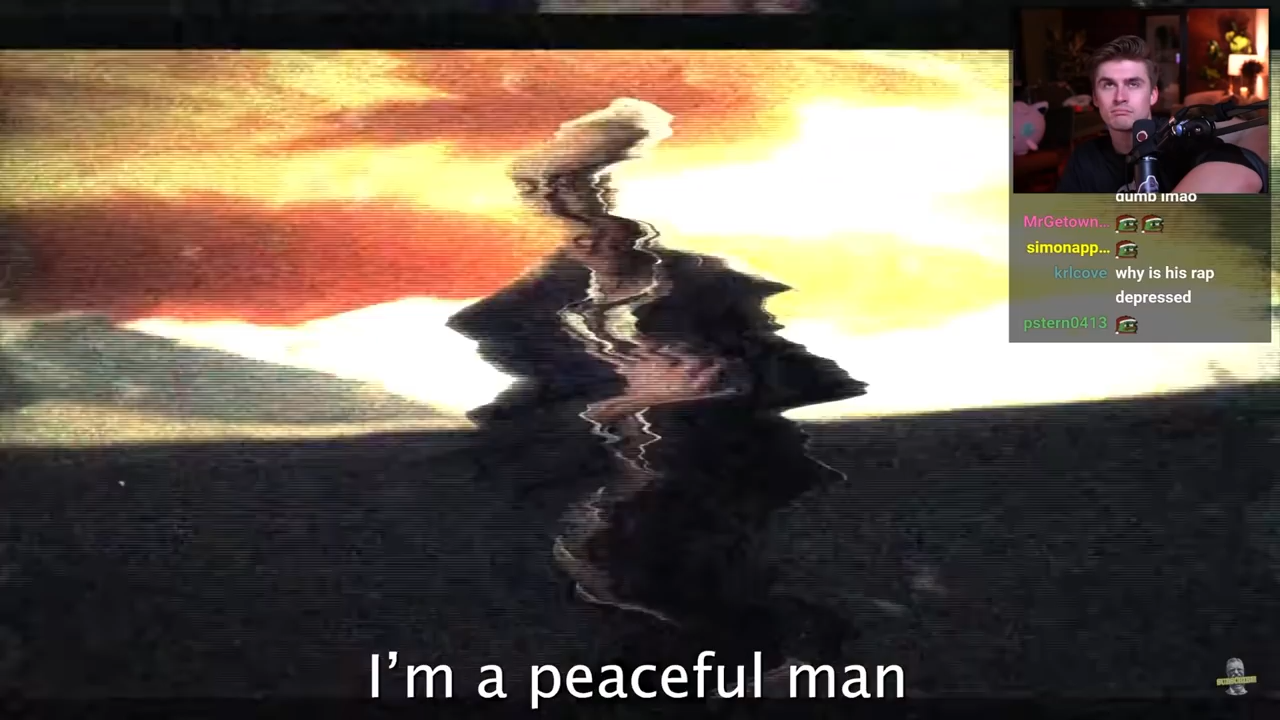 dumb lmao
MrGetown...
simonapp...
krlcove why is his rap
depressed
pstern0413
I’m a peaceful man